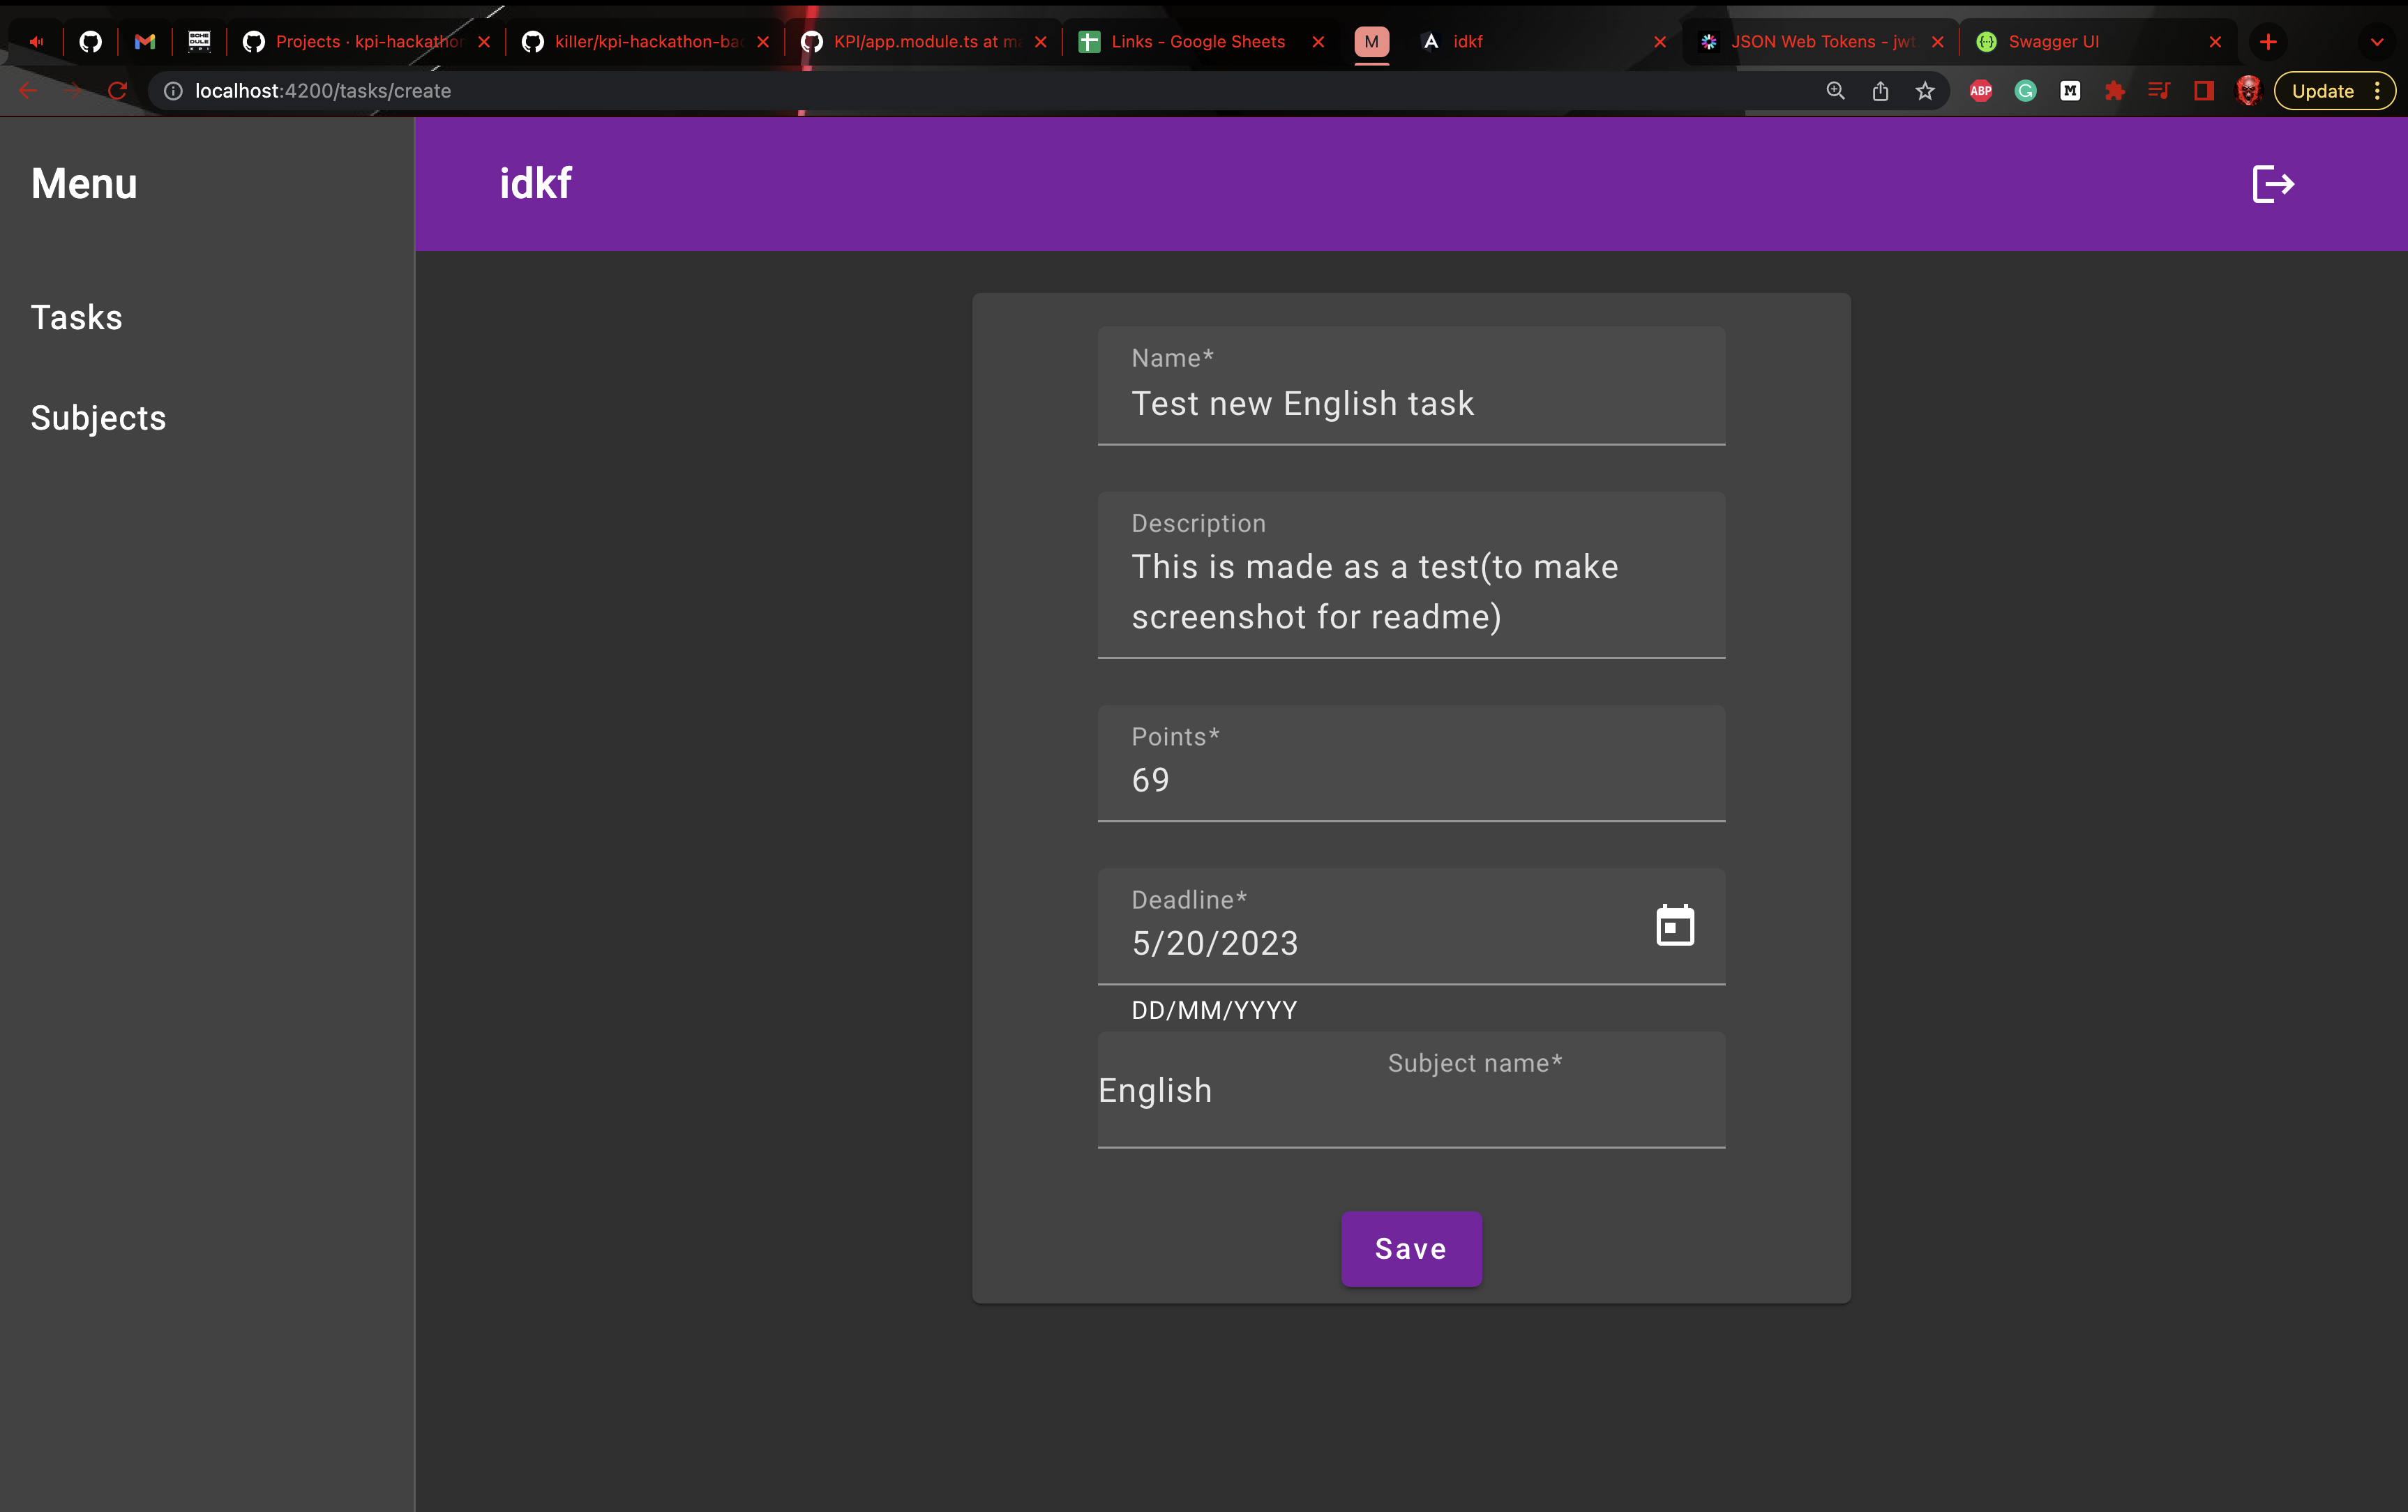 Projects · kpi-hackathon
killer/kpi-hackathon-bac
KPI/app.module.ts at ma
Links - Google Sheets
M
idkf
JSON Web Tokens - jwt
Swagger UI
localhost:4200/tasks/create
ABP
M
Update
Menu
idkf
Tasks
Subjects
Name*
Test new English task
Description
This is made as a test(to make
screenshot for readme)
Points*
69
Deadline*
5/20/2023
DD/MM/YYYY
Subject name*
English
Save